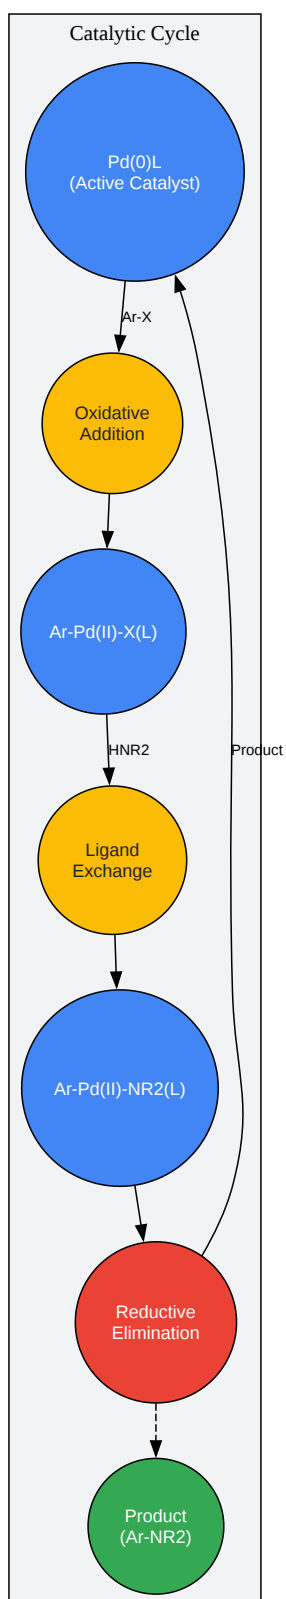 Catalytic Cycle
Pd(0)L
(Active Catalyst)
Ar-X
Oxidative
Addition
Ar-Pd(II)-X(L)
HNR2
Product
Ligand
Exchange
Ar-Pd(II)-NR2(L)
Reductive
Elimination
Product
(Ar-NR2)